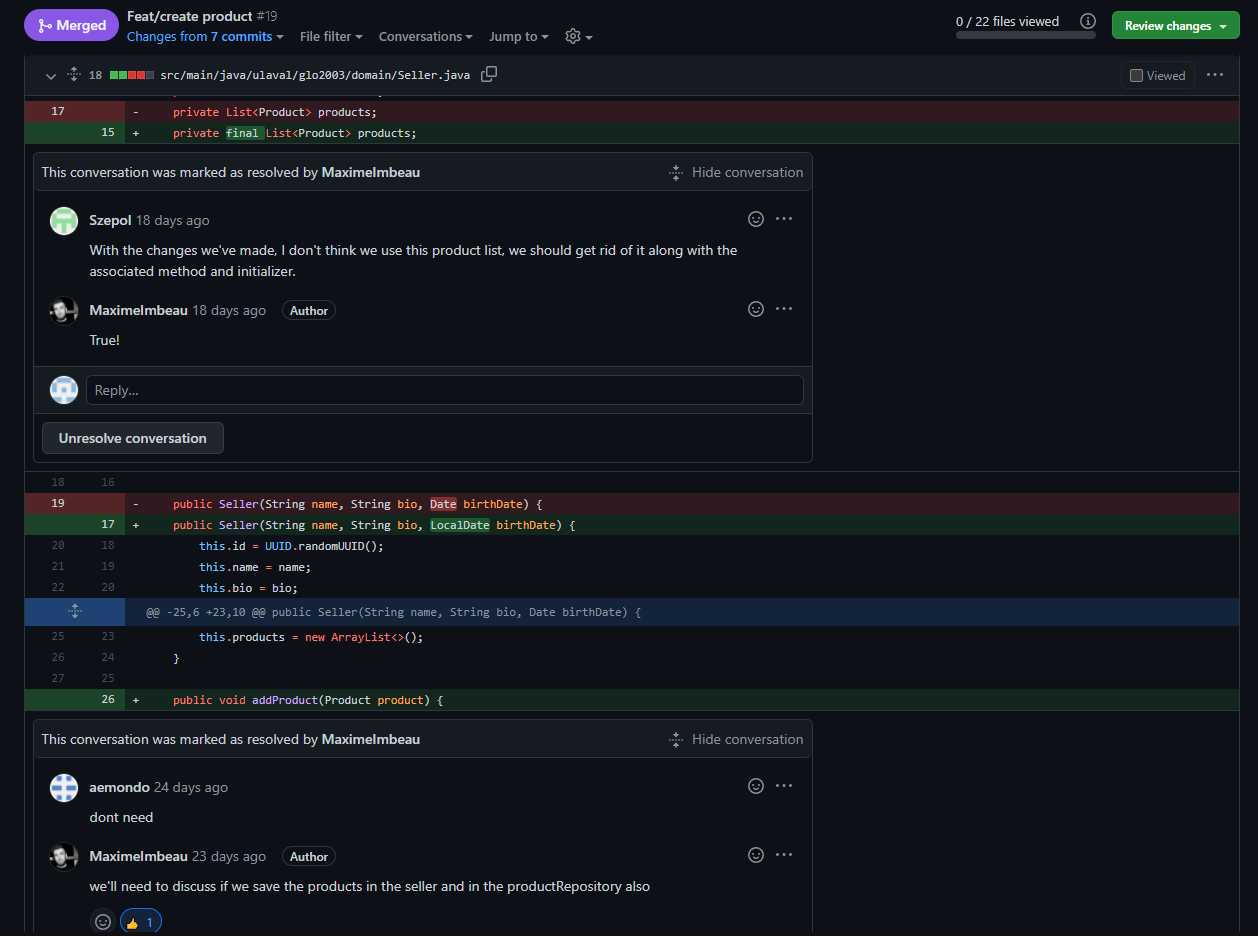 Merged
Feat/create product #19
Changes from 7 commits File filter Conversations Jump to
0 / 22 files viewed
Review changes
18 src/main/java/ulaval/glo2003/domain/Seller.java
Viewed
17 - private List<Product> products;
15 + private final List<Product> products;
This conversation was marked as resolved by MaximeImbeau Hide conversation
Szepol 18 days ago
With the changes we've made, I don't think we use this product list, we should get rid of it along with the
associated method and initializer.
MaximeImbeau 18 days ago Author
True!
Reply...
Unresolve conversation
18 16
19 - public Seller(String name, String bio, Date birthDate) {
17 + public Seller(String name, String bio, LocalDate birthDate) {
20 18 this.id = UUID.randomUUID();
21 19 this.name = name;
22 20 this.bio = bio;
@@ -25,6 +23,10 @@ public Seller(String name, String bio, Date birthDate) {
25 23 this.products = new ArrayList<>();
26 24 }
27 25
26 + public void addProduct(Product product) {
This conversation was marked as resolved by MaximeImbeau Hide conversation
aemondo 24 days ago
dont need
MaximeImbeau 23 days ago Author
we'll need to discuss if we save the products in the seller and in the productRepository also
👍 1